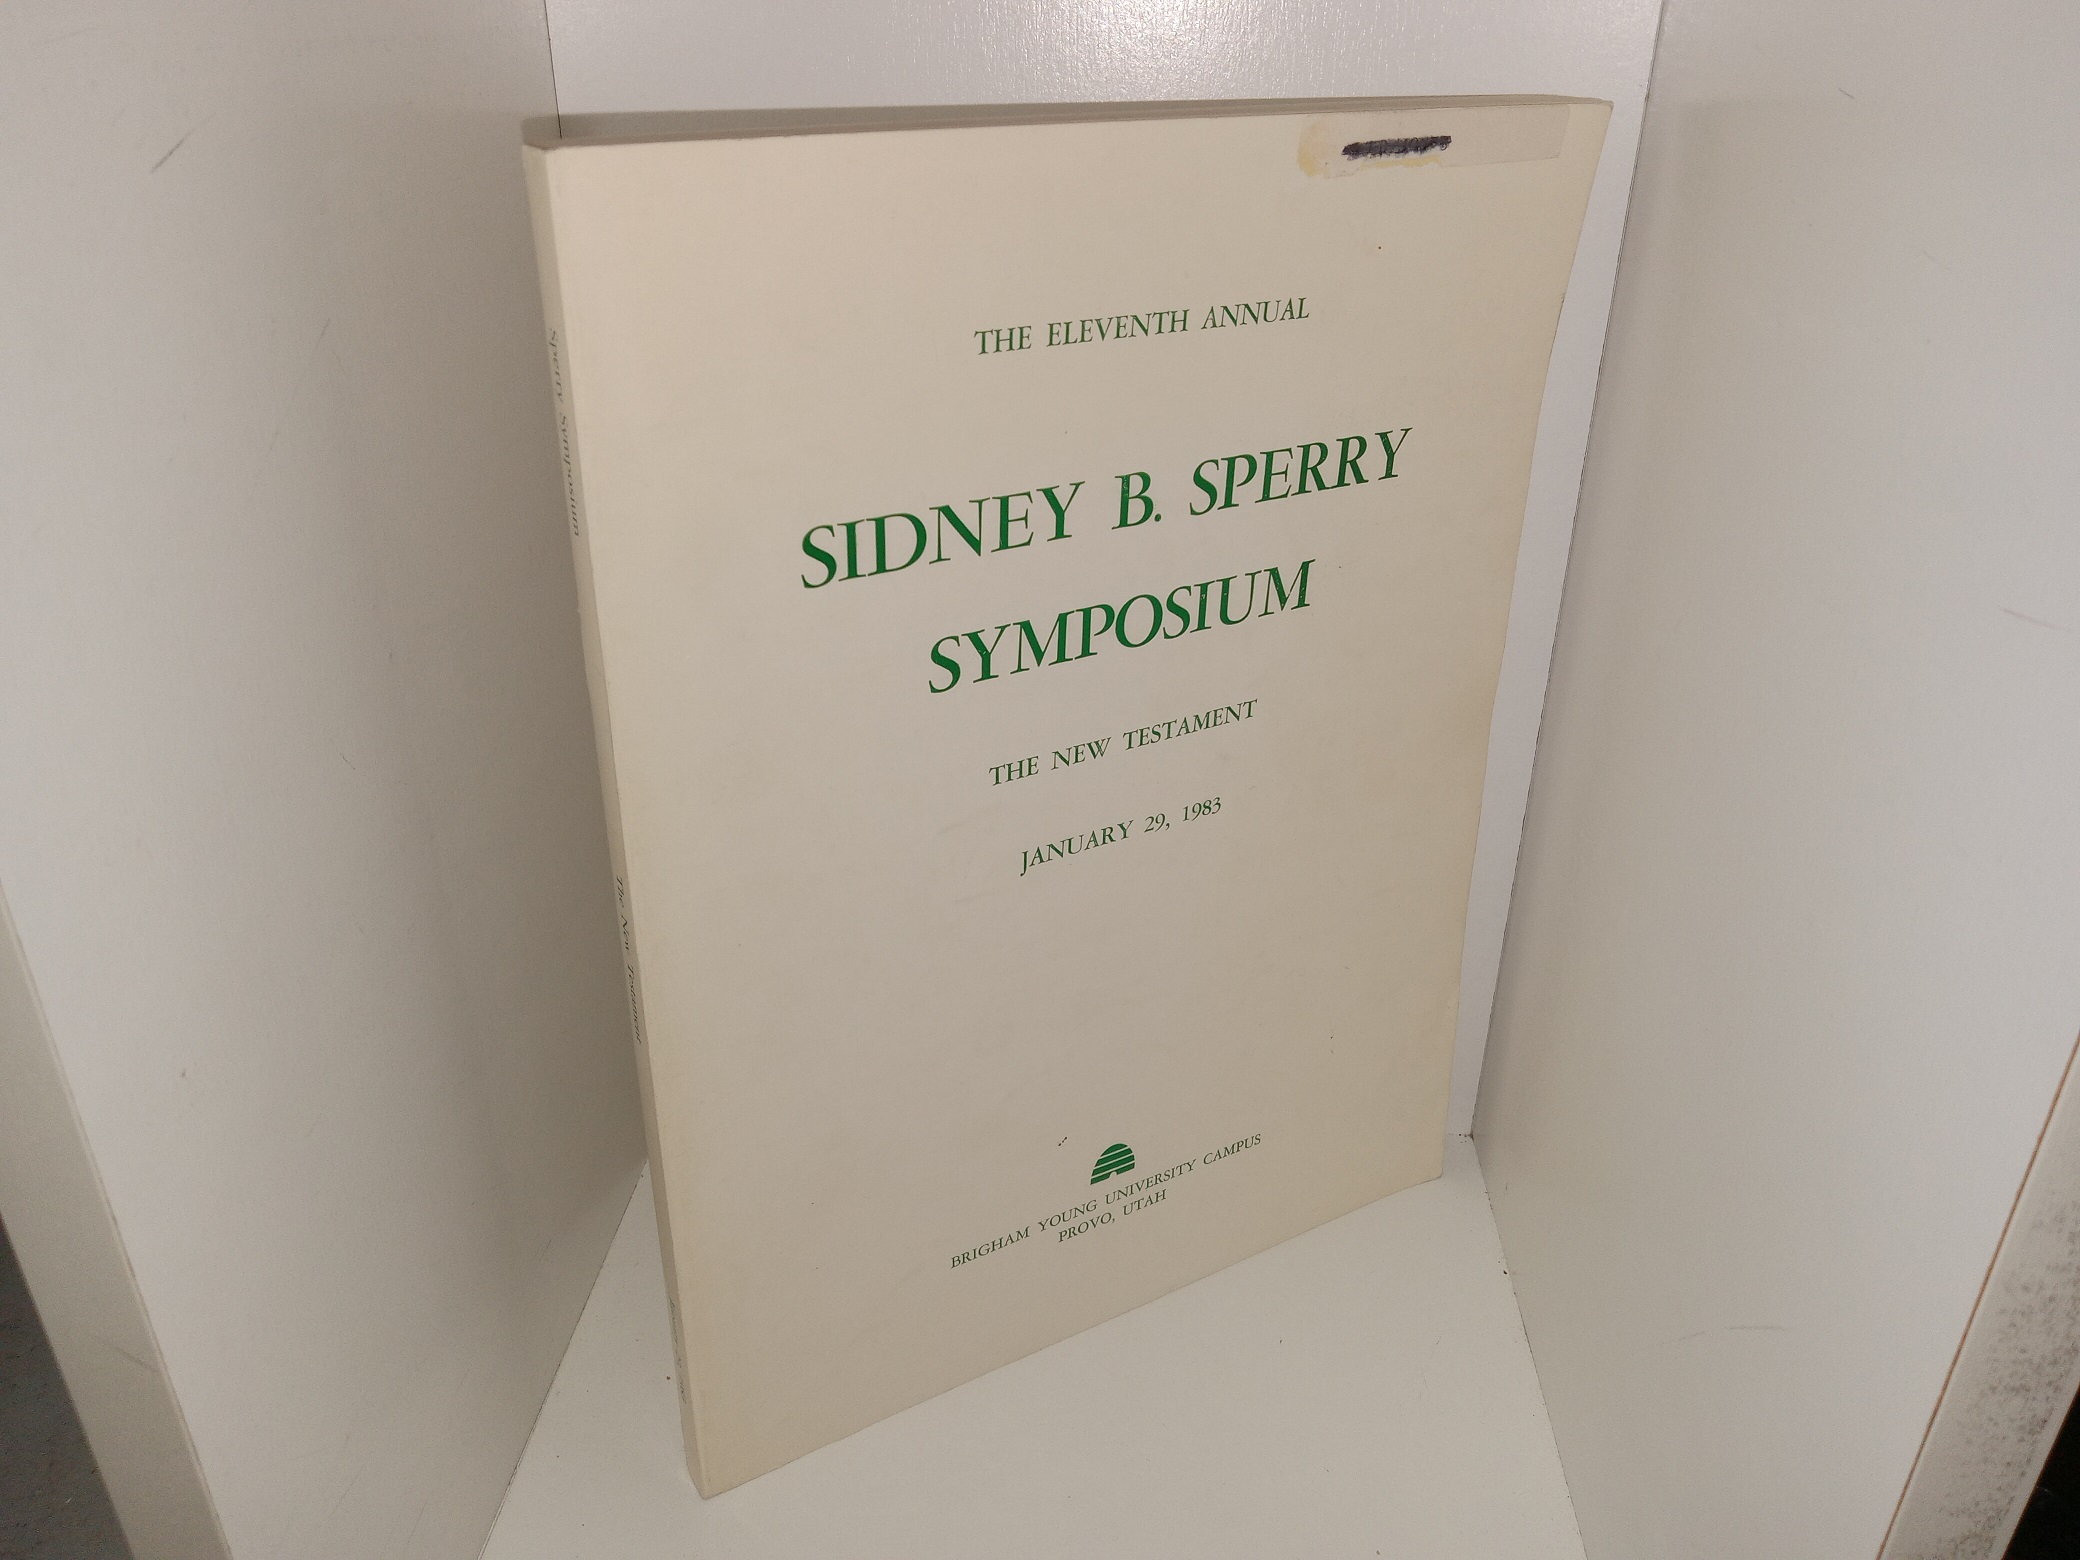 THE ELEVENTH ANNUAL
SIDNEY B. SPERRY
SYMPOSIUM
THE NEW TESTAMENT
JANUARY 29, 1983
BRIGHAM YOUNG UNIVERSITY CAMPUS
PROVO, UTAH
Sperry Symposium
The New Testament